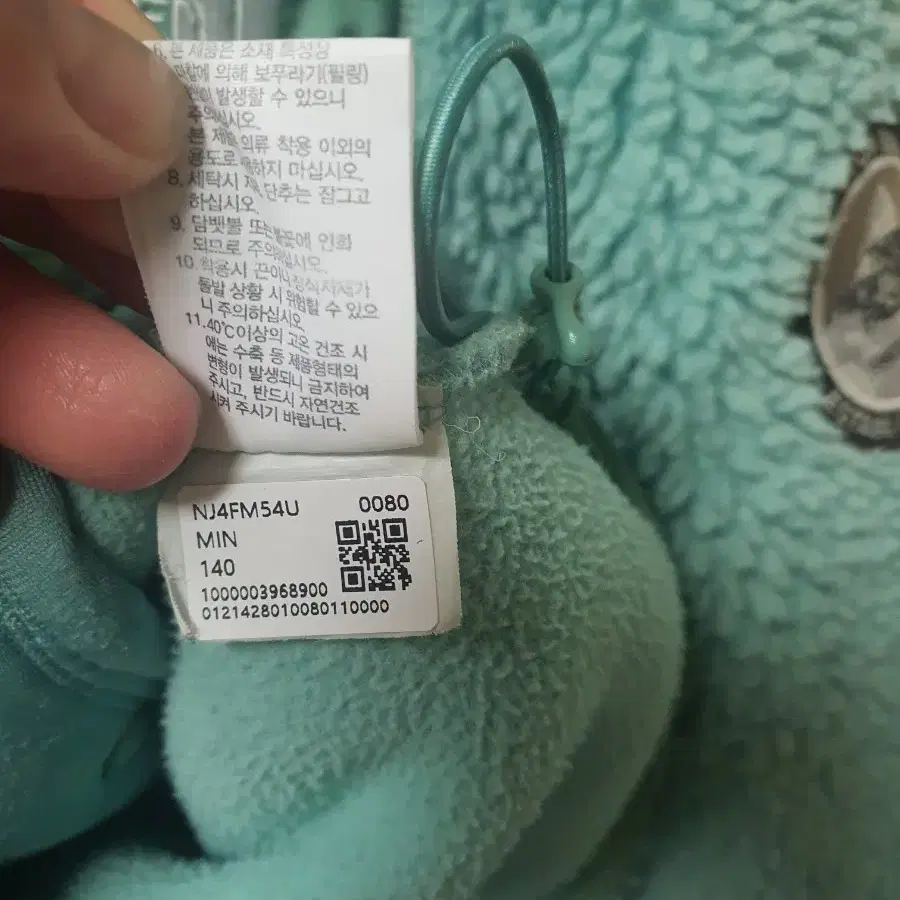 6. 본 제품은 소재 특성상
마찰에 의해 보푸라기(필링)
발생할 수 있으니
주의하십시오.
본 제품 의류 착용 이외의
용도로 하지 마십시오.
8. 세탁시 단추는 잠그고
하십시오.
9. 담뱃불 또는 불꽃에 인화
되므로 주의하십시오.
10. 착용시 끈이나 장식자재가
돌발 상황 시 위험할 수 있으
니 주의하십시오
11. 40℃이상의 고온 건조 시
에는 수축 등 제품형태의
변형이 발생되니 금지하여
주시고, 반드시 자연건조
시켜 주시기 바랍니다.
NJ4FM54U 0080
MIN
140
1000003968900
0121428010080110000